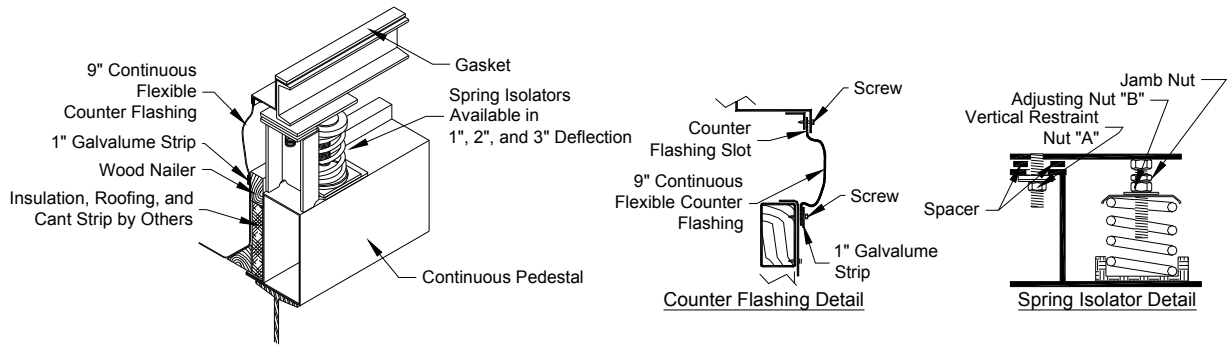 Gasket
9" Continuous
Flexible
Counter Flashing
Spring Isolators
Available in
1", 2", and 3" Deflection
1" Galvalume Strip
Wood Nailer
Insulation, Roofing, and
Cant Strip by Others
Continuous Pedestal
Screw
Counter
Flashing Slot
9" Continuous
Flexible Counter
Flashing
Screw
1" Galvalume
Strip
Counter Flashing Detail
Jamb Nut
Adjusting Nut "B"
Vertical Restraint
Nut "A"
Spacer
Spring Isolator Detail